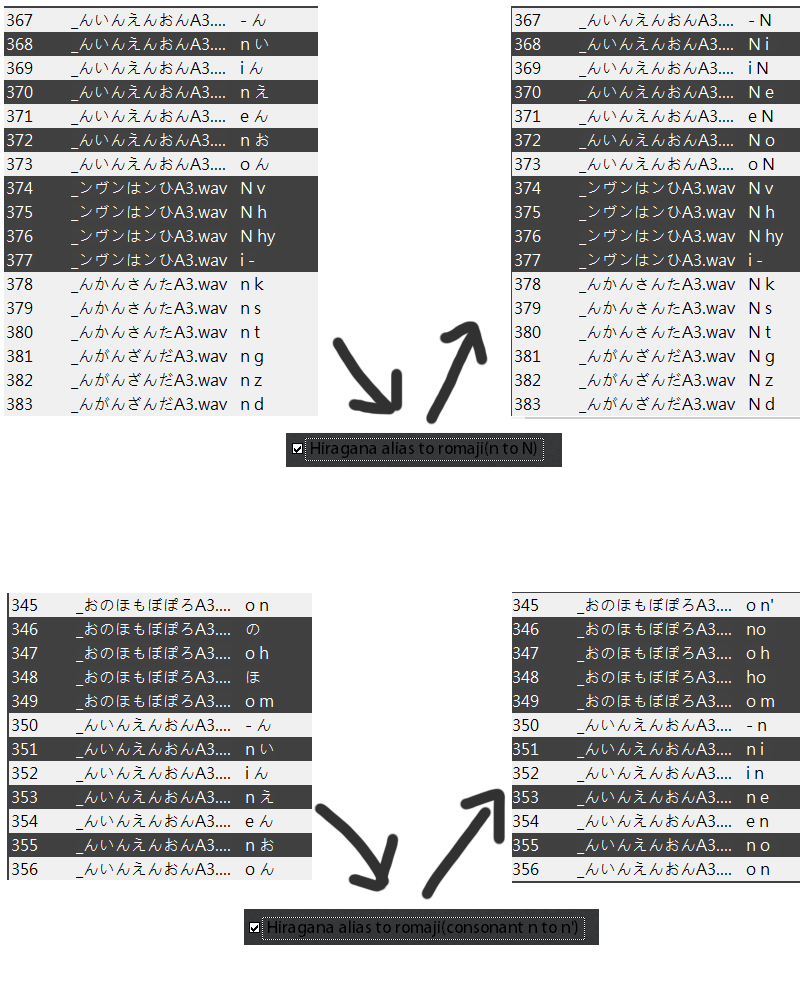 367 _んいんえんおんA3.... - ん
368 _んいんえんおんA3.... n い
369 _んいんえんおんA3.... i ん
370 _んいんえんおんA3.... n え
371 _んいんえんおんA3.... e ん
372 _んいんえんおんA3.... n お
373 _んいんえんおんA3.... o ん
374 _ンヴンはンひA3.wav N v
375 _ンヴンはンひA3.wav N h
376 _ンヴンはンひA3.wav N hy
377 _ンヴンはンひA3.wav i -
378 _んかんさんたA3.wav n k
379 _んかんさんたA3.wav n s
380 _んかんさんたA3.wav n t
381 _んがんざんだA3.wav n g
382 _んがんざんだA3.wav n z
383 _んがんざんだA3.wav n d
367 _んいんえんおんA3.... - N
368 _んいんえんおんA3.... N i
369 _んいんえんおんA3.... i N
370 _んいんえんおんA3.... N e
371 _んいんえんおんA3.... e N
372 _んいんえんおんA3.... N o
373 _んいんえんおんA3.... o N
374 _ンヴンはンひA3.wav N v
375 _ンヴンはンひA3.wav N h
376 _ンヴンはンひA3.wav N hy
377 _ンヴンはンひA3.wav i -
378 _んかんさんたA3.wav N k
379 _んかんさんたA3.wav N s
380 _んかんさんたA3.wav N t
381 _んがんざんだA3.wav N g
382 _んがんざんだA3.wav N z
383 _んがんざんだA3.wav N d
Hiragana alias to romaji(n to N)
345 _おのほもぼぽろA3.... o n
346 _おのほもぼぽろA3.... の
347 _おのほもぼぽろA3.... o h
348 _おのほもぼぽろA3.... ほ
349 _おのほもぼぽろA3.... o m
350 _んいんえんおんA3.... - ん
351 _んいんえんおんA3.... n い
352 _んいんえんおんA3.... i ん
353 _んいんえんおんA3.... n え
354 _んいんえんおんA3.... e ん
355 _んいんえんおんA3.... n お
356 _んいんえんおんA3.... o ん
345 _おのほもぼぽろA3.... o n'
346 _おのほもぼぽろA3.... no
347 _おのほもぼぽろA3.... o h
348 _おのほもぼぽろA3.... ho
349 _おのほもぼぽろA3.... o m
350 _んいんえんおんA3.... - n
351 _んいんえんおんA3.... n i
352 _んいんえんおんA3.... i n
353 _んいんえんおんA3.... n e
354 _んいんえんおんA3.... e n
355 _んいんえんおんA3.... n o
356 _んいんえんおんA3.... o n
Hiragana alias to romaji(consonant n to n')